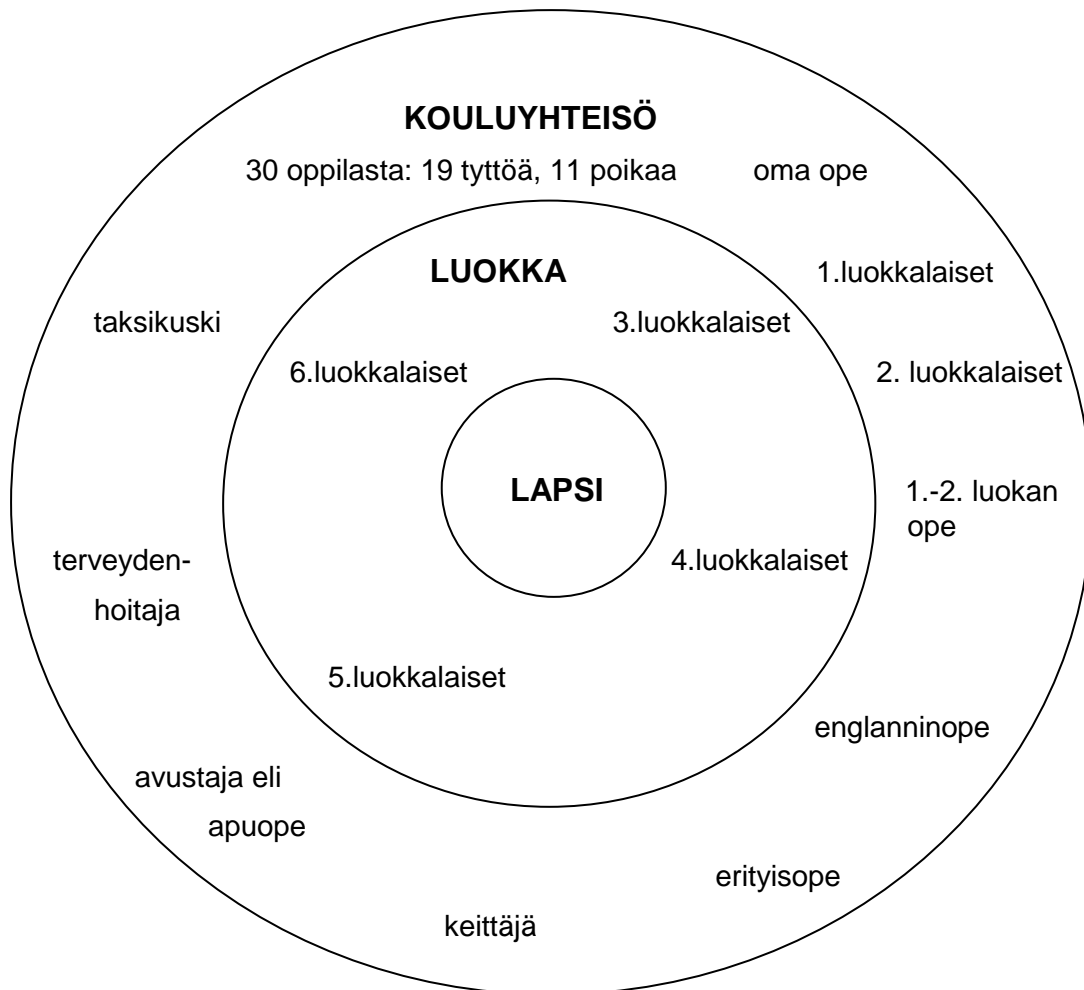 KOULUYHTEISÖ
30 oppilasta: 19 tyttöä, 11 poikaa
oma ope
LUOKKA
1.luokkalaiset
taksikuski
3.luokkalaiset
6.luokkalaiset
2. luokkalaiset
LAPSI
1.-2. luokan
ope
terveyden-
hoitaja
4.luokkalaiset
5.luokkalaiset
englanninope
avustaja eli
apuope
erityisope
keittäjä